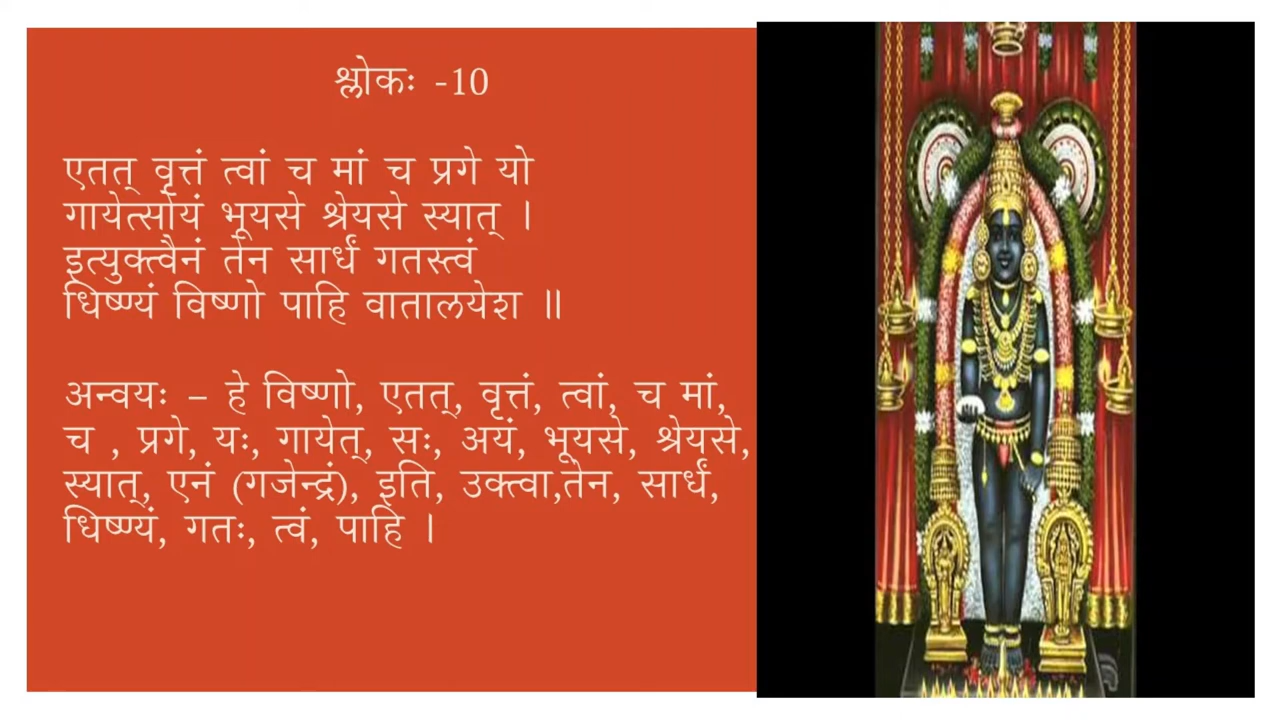 श्लोकः -10
एतत् वृत्तं त्वां च मां च प्रगे यो
गायेत्सोयं भूयसे श्रेयसे स्यात् ।
इत्युक्त्वैनं तेन सार्धं गतस्त्वं
धिष्ण्यं विष्णो पाहि वातालयेश ॥
अन्वयः – हे विष्णो, एतत्, वृत्तं, त्वां, च मां,
च , प्रगे, यः, गायेत्, सः, अयं, भूयसे, श्रेयसे,
स्यात्, एनं (गजेन्द्रं), इति, उक्त्वा,तेन, सार्धं,
धिष्ण्यं, गतः, त्वं, पाहि ।